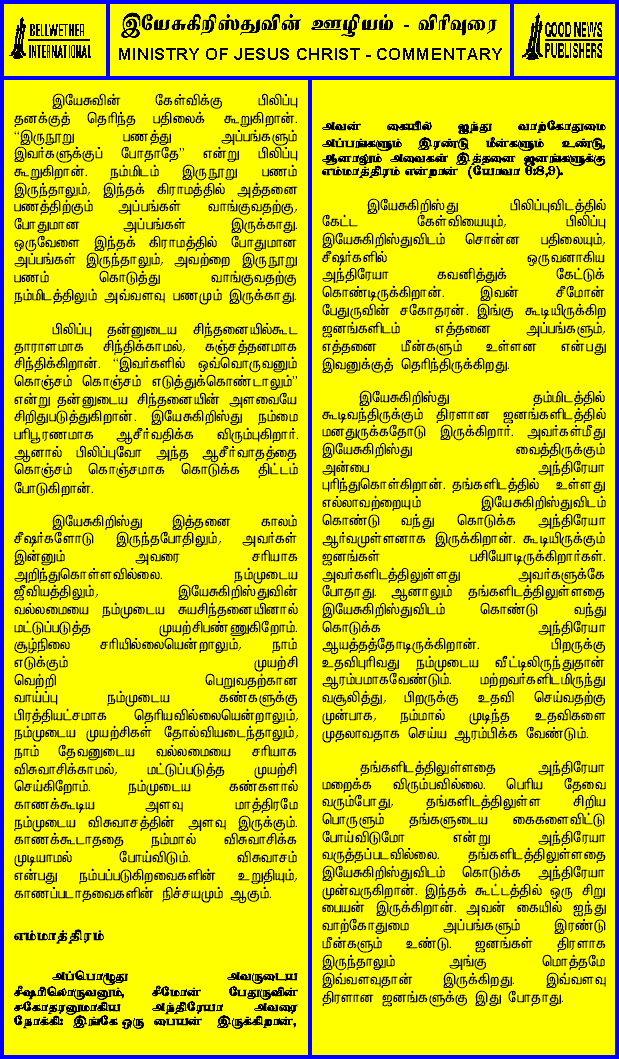 BELLWETHER
INTERNATIONAL
இயேசுகிறிஸ்துவின் ஊழியம் - விரிவுரை
MINISTRY OF JESUS CHRIST - COMMENTARY
GOOD NEWS
PUBLISHERS
இயேசுவின் கேள்விக்கு பிலிப்பு
தனக்குத் தெரிந்த பதிலைக் கூறுகிறான்.
“இருநூறு பணத்து அப்பங்களும்
இவர்களுக்குப் போதாதே” என்று பிலிப்பு
கூறுகிறான். நம்மிடம் இருநூறு பணம்
இருந்தாலும், இந்தக் கிராமத்தில் அத்தனை
பணத்திற்கும் அப்பங்கள் வாங்குவதற்கு,
போதுமான அப்பங்கள் இருக்காது.
ஒருவேளை இந்தக் கிராமத்தில் போதுமான
அப்பங்கள் இருந்தாலும், அவற்றை இருநூறு
பணம் கொடுத்து வாங்குவதற்கு
நம்மிடத்திலும் அவ்வளவு பணமும் இருக்காது.
பிலிப்பு தன்னுடைய சிந்தனையில்கூட
தாராளமாக சிந்திக்காமல், கஞ்சத்தனமாக
சிந்திக்கிறான். “இவர்களில் ஒவ்வொருவனும்
கொஞ்சம் கொஞ்சம் எடுத்துக்கொண்டாலும்”
என்று தன்னுடைய சிந்தனையின் அளவையே
சிறிதுபடுத்துகிறான். இயேசுகிறிஸ்து நம்மை
பரிபூரணமாக ஆசீர்வதிக்க விரும்புகிறார்.
ஆனால் பிலிப்புவோ அந்த ஆசீர்வாதத்தை
கொஞ்சம் கொஞ்சமாக கொடுக்க திட்டம்
போடுகிறான்.
இயேசுகிறிஸ்து இத்தனை காலம்
சீஷர்களோடு இருந்தபோதிலும், அவர்கள்
இன்னும் அவரை சரியாக
அறிந்துகொள்ளவில்லை. நம்முடைய
ஜீவியத்திலும், இயேசுகிறிஸ்துவின்
வல்லமையை நம்முடைய சுயசிந்தனையினால்
மட்டுப்படுத்த முயற்சிபண்ணுகிறோம்.
சூழ்நிலை சரியில்லையென்றாலும், நாம்
எடுக்கும் முயற்சி
வெற்றி பெறுவதற்கான
வாய்ப்பு நம்முடைய கண்களுக்கு
பிரத்தியட்சமாக தெரியவில்லையென்றாலும்,
நம்முடைய முயற்சிகள் தோல்வியடைந்தாலும்,
நாம் தேவனுடைய வல்லமையை சரியாக
விசுவாசிக்காமல், மட்டுப்படுத்த முயற்சி
செய்கிறோம். நம்முடைய கண்களால்
காணக்கூடிய அளவு மாத்திரமே
நம்முடைய விசுவாசத்தின் அளவு இருக்கும்.
காணக்கூடாததை நம்மால் விசுவாசிக்க
முடியாமல் போய்விடும். விசுவாசம்
என்பது நம்பப்படுகிறவைகளின் உறுதியும்,
காணப்படாதவைகளின் நிச்சயமும் ஆகும்.
எம்மாத்திரம்
அப்பொழுது அவருடைய
சீஷரிலொருவனும், சீமோன் பேதுருவின்
சகோதரனுமாகிய அந்திரேயா அவரை
நோக்கி: இங்கே ஒரு பையன் இருக்கிறான்,
அவன் கையில் ஐந்து வாற்கோதுமை
அப்பங்களும் இரண்டு மீன்களும் உண்டு,
ஆனாலும் அவைகள் இத்தனை ஜனங்களுக்கு
எம்மாத்திரம் என்றான் (யோவா 6:8,9).
இயேசுகிறிஸ்து பிலிப்புவிடத்தில்
கேட்ட கேள்வியையும், பிலிப்பு
இயேசுகிறிஸ்துவிடம் சொன்ன பதிலையும்,
சீஷர்களில் ஒருவனாகிய
அந்திரேயா கவனித்துக் கேட்டுக்
கொண்டிருக்கிறான். இவன் சீமோன்
பேதுருவின் சகோதரன். இங்கு கூடியிருக்கிற
ஜனங்களிடம் எத்தனை அப்பங்களும்,
எத்தனை மீன்களும் உள்ளன என்பது
இவனுக்குத் தெரிந்திருக்கிறது.
இயேசுகிறிஸ்து தம்மிடத்தில்
கூடிவந்திருக்கும் திரளான ஜனங்களிடத்தில்
மனதுருக்கதோடு இருக்கிறார். அவர்கள்மீது
இயேசுகிறிஸ்து வைத்திருக்கும்
அன்பை அந்திரேயா
புரிந்துகொள்கிறான். தங்களிடத்தில் உள்ளது
எல்லாவற்றையும் இயேசுகிறிஸ்துவிடம்
கொண்டு வந்து கொடுக்க அந்திரேயா
ஆர்வமுள்ளனாக இருக்கிறான். கூடியிருக்கும்
ஜனங்கள் பசியோடிருக்கிறார்கள்.
அவர்களிடத்திலுள்ளது அவர்களுக்கே
போதாது. ஆனாலும் தங்களிடத்திலுள்ளதை
இயேசுகிறிஸ்துவிடம் கொண்டு வந்து
கொடுக்க அந்திரேயா
ஆயத்தத்தோடிருக்கிறான். பிறருக்கு
உதவிபுரிவது நம்முடைய வீட்டிலிருந்துதான்
ஆரம்பமாகவேண்டும். மற்றவர்களிடமிருந்து
வசூலித்து, பிறருக்கு உதவி செய்வதற்கு
முன்பாக, நம்மால் முடிந்த உதவிகளை
முதலாவதாக செய்ய ஆரம்பிக்க வேண்டும்.
தங்களிடத்திலுள்ளதை அந்திரேயா
மறைக்க விரும்பவில்லை. பெரிய தேவை
வரும்போது, தங்களிடத்திலுள்ள சிறிய
பொருளும் தங்களுடைய கைகளைவிட்டு
போய்விடுமோ என்று அந்திரேயா
வருத்தப்படவில்லை. தங்களிடத்திலுள்ளதை
இயேசுகிறிஸ்துவிடம் கொடுக்க அந்திரேயா
முன்வருகிறான். இந்தக் கூட்டத்தில் ஒரு சிறு
பையன் இருக்கிறான். அவன் கையில் ஐந்து
வாற்கோதுமை அப்பங்களும் இரண்டு
மீன்களும் உண்டு. ஜனங்கள் திரளாக
இருந்தாலும் அங்கு மொத்தமே
இவ்வளவுதான் இருக்கிறது. இவ்வளவு
திரளான ஜனங்களுக்கு இது போதாது.